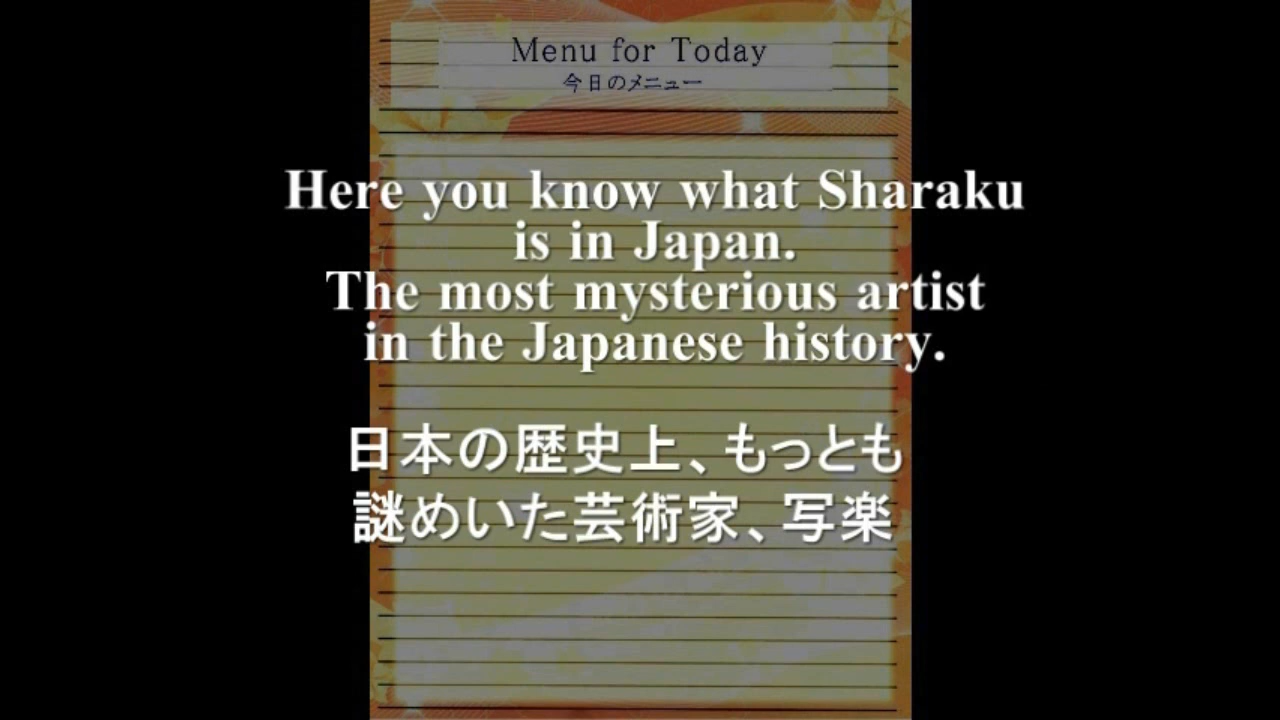 Menu for Today
今日のメニュー
Here you know what Sharaku
is in Japan.
The most mysterious artist
in the Japanese history.
日本の歴史上、もっとも
謎めいた芸術家、写楽